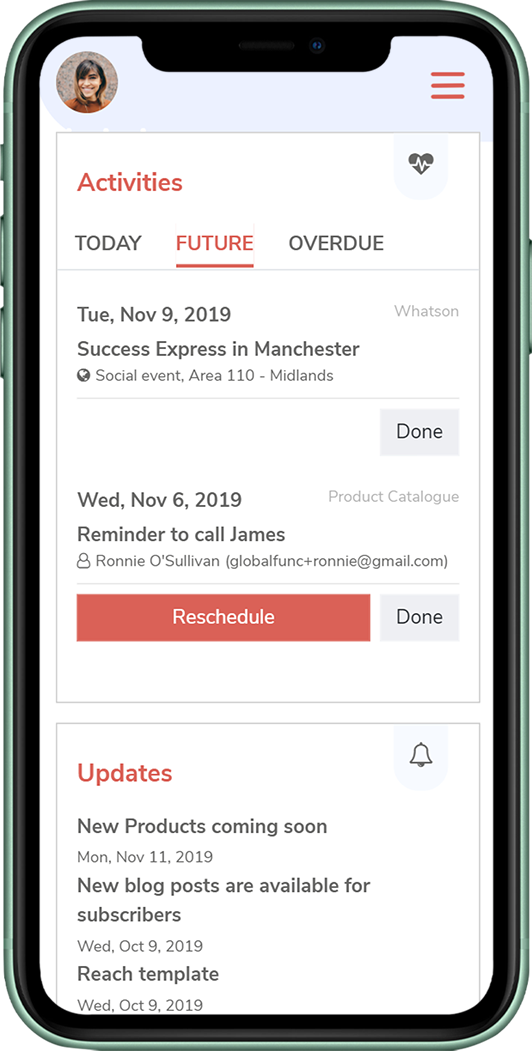 Activities
TODAY FUTURE OVERDUE
Tue, Nov 9, 2019 Whatson
Success Express in Manchester
Social event, Area 110 - Midlands
Done
Wed, Nov 6, 2019 Product Catalogue
Reminder to call James
Ronnie O'Sullivan (globalfunc+ronnie@gmail.com)
Reschedule Done
Updates
New Products coming soon
Mon, Nov 11, 2019
New blog posts are available for
subscribers
Wed, Oct 9, 2019
Reach template
Wed, Oct 9, 2019